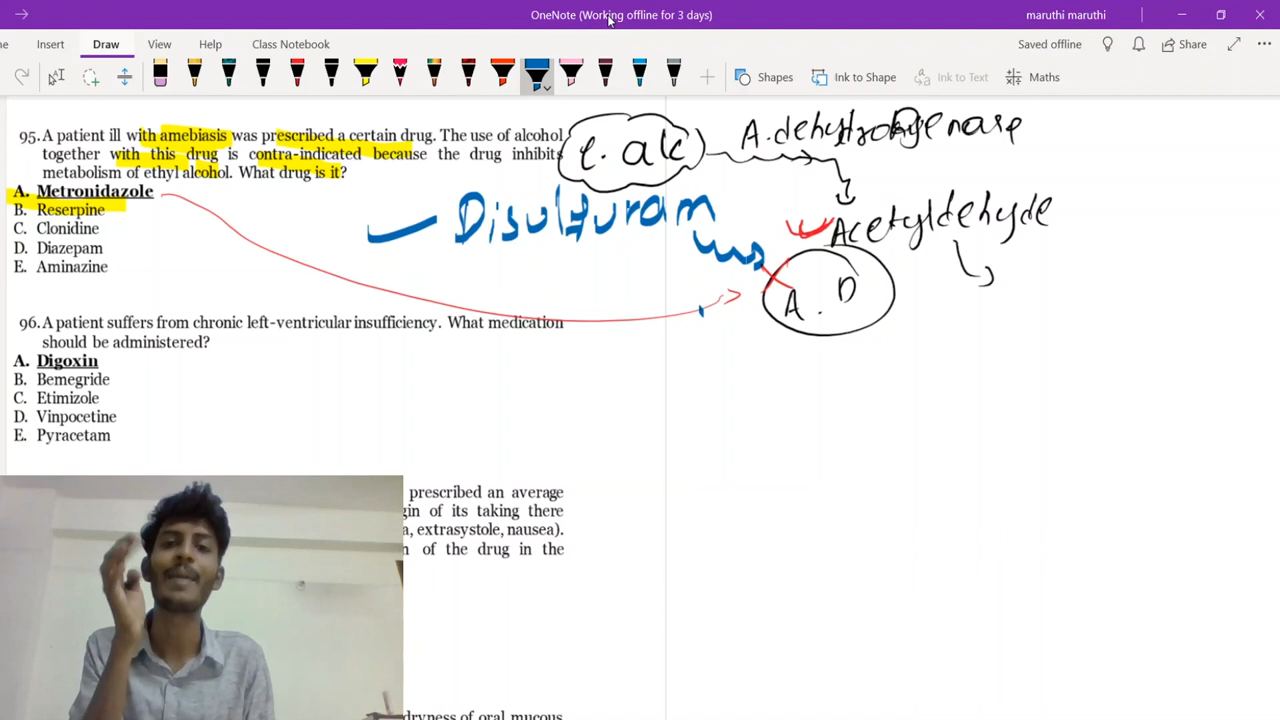 OneNote (Working offline for 3 days)
maruthi maruthi
Insert Draw View Help Class Notebook
Saved offline
Share
Shapes
Ink to Shape
Ink to Text
Maths
95. A patient ill with amebiasis was prescribed a certain drug. The use of alcohol
together with this drug is contra-indicated because the drug inhibits
metabolism of ethyl alcohol. What drug is it?
A. Metronidazole
B. Reserpine
C. Clonidine
D. Diazepam
E. Aminazine
96. A patient suffers from chronic left-ventricular insufficiency. What medication
should be administered?
A. Digoxin
B. Bemegride
C. Etimizole
D. Vinpocetine
E. Pyracetam
prescribed an average
gin of its taking there
a, extrasystole, nausea).
n of the drug in the
dryness of oral mucous
e. alc
A. dehydrogenase
Acetyldehyde
Disulfuram
A. D